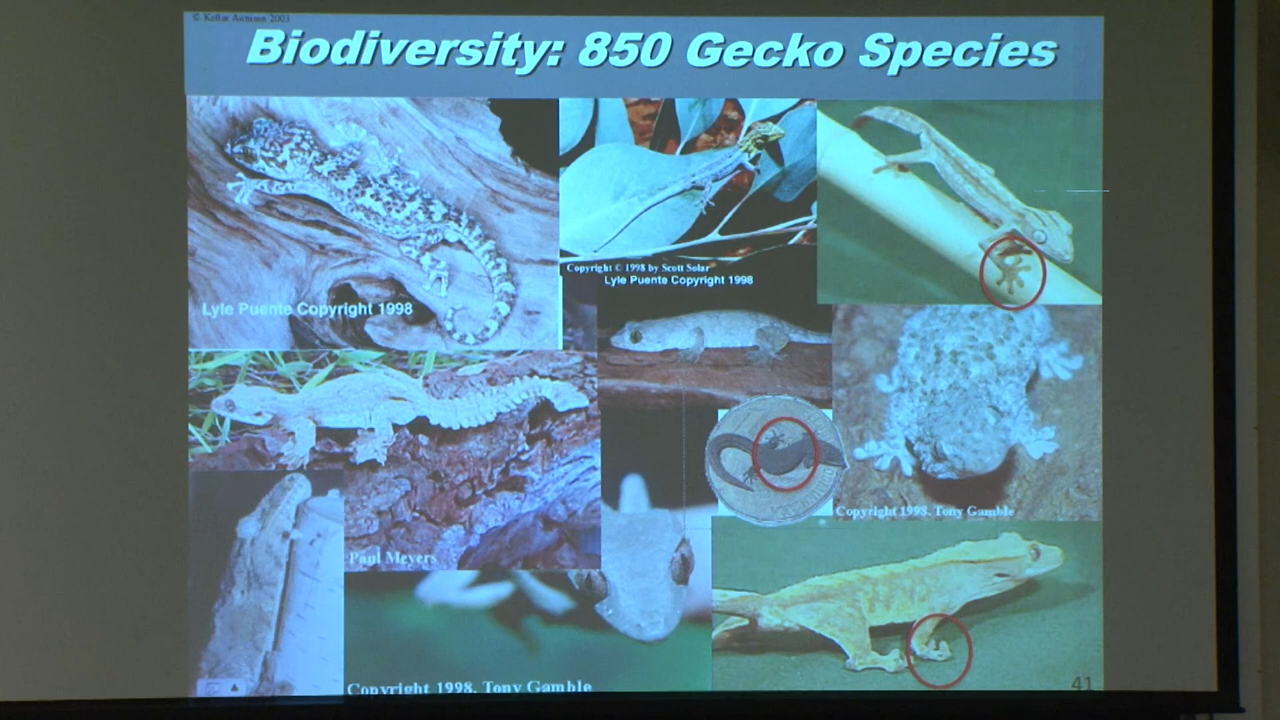 © Kellar Autumn 2003
Biodiversity: 850 Gecko Species
Copyright © 1998 by Scott Solar
Lyle Puente Copyright 1998
Lyle Puente Copyright 1998
Copyright 1998. Tony Gamble
Paul Meyers
Copyright 1998. Tony Gamble
41